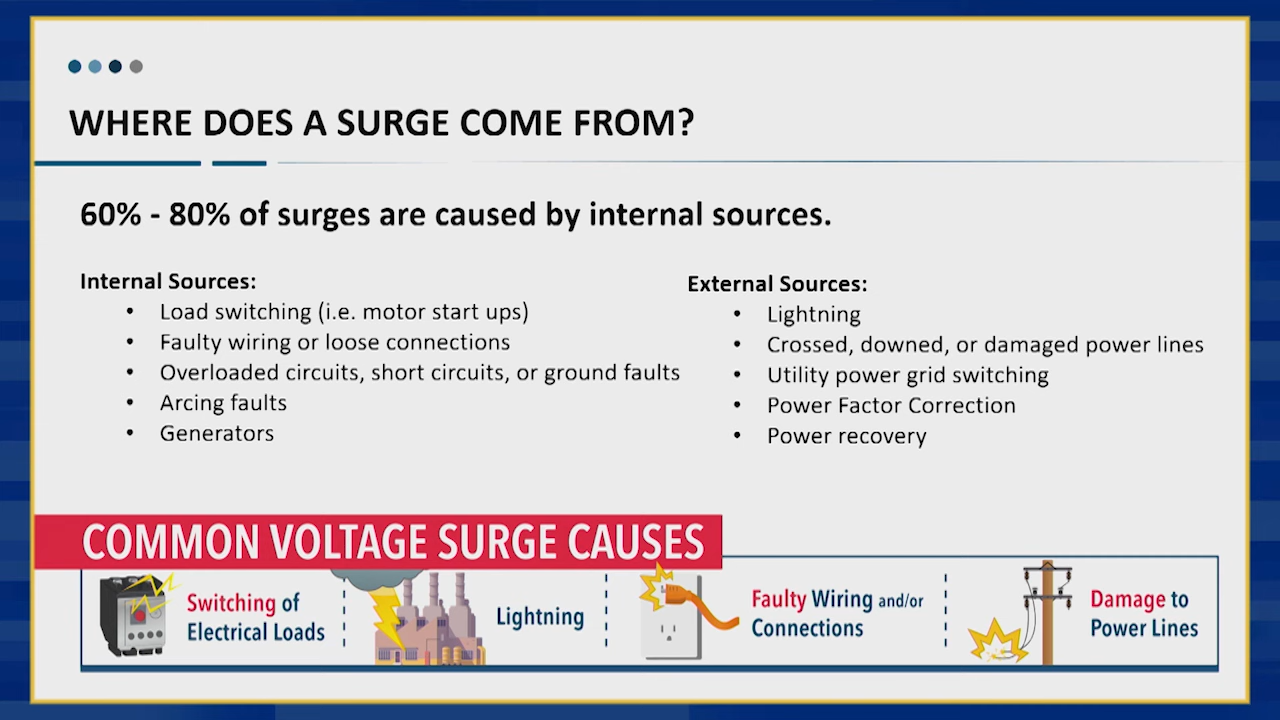 WHERE DOES A SURGE COME FROM?
60% - 80% of surges are caused by internal sources.
Internal Sources:
• Load switching (i.e. motor start ups)
• Faulty wiring or loose connections
• Overloaded circuits, short circuits, or ground faults
• Arcing faults
• Generators
External Sources:
• Lightning
• Crossed, downed, or damaged power lines
• Utility power grid switching
• Power Factor Correction
• Power recovery
COMMON VOLTAGE SURGE CAUSES
Switching of
Electrical Loads
Lightning
Faulty Wiring and/or
Connections
Damage to
Power Lines